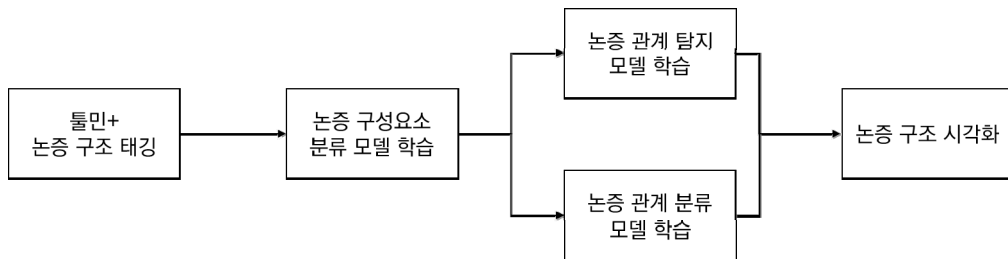 툴민+
논증 구조 태깅
논증 구성요소
분류 모델 학습
논증 관계 탐지
모델 학습
논증 관계 분류
모델 학습
논증 구조 시각화